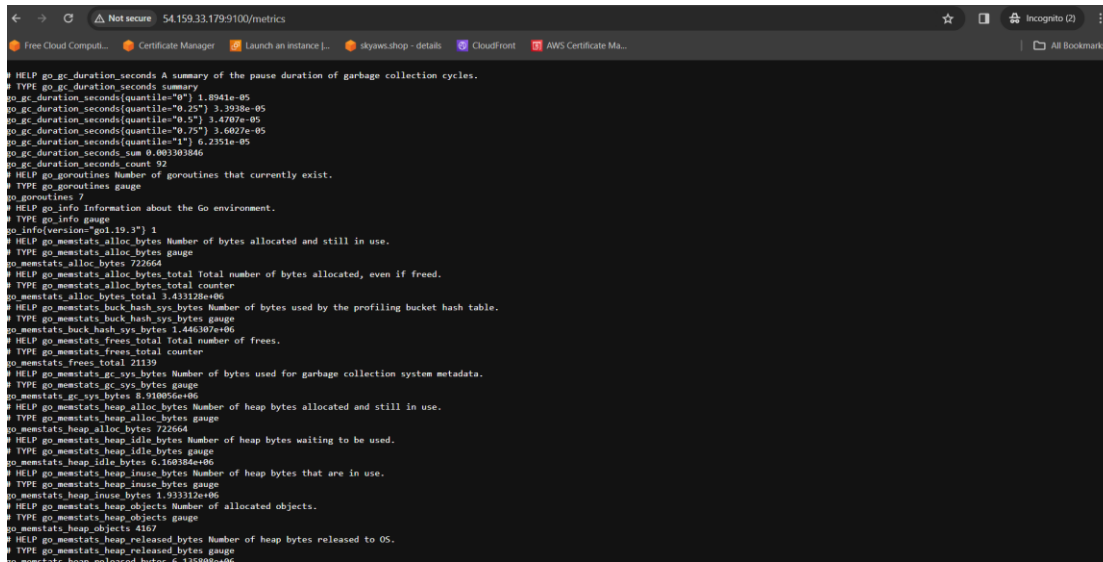 Not secure 54.159.33.179:9100/metrics Incognito (2)
Free Cloud Computi... Certificate Manager Launch an instance |... skyaws.shop - details CloudFront AWS Certificate Ma... All Bookmark
# HELP go_gc_duration_seconds A summary of the pause duration of garbage collection cycles.
# TYPE go_gc_duration_seconds summary
go_gc_duration_seconds{quantile="0"} 1.8941e-05
go_gc_duration_seconds{quantile="0.25"} 3.3938e-05
go_gc_duration_seconds{quantile="0.5"} 3.4707e-05
go_gc_duration_seconds{quantile="0.75"} 3.6027e-05
go_gc_duration_seconds{quantile="1"} 6.2351e-05
go_gc_duration_seconds_sum 0.003303846
go_gc_duration_seconds_count 92
# HELP go_goroutines Number of goroutines that currently exist.
# TYPE go_goroutines gauge
go_goroutines 7
# HELP go_info Information about the Go environment.
# TYPE go_info gauge
go_info{version="go1.19.3"} 1
# HELP go_memstats_alloc_bytes Number of bytes allocated and still in use.
# TYPE go_memstats_alloc_bytes gauge
go_memstats_alloc_bytes 722664
# HELP go_memstats_alloc_bytes_total Total number of bytes allocated, even if freed.
# TYPE go_memstats_alloc_bytes_total counter
go_memstats_alloc_bytes_total 3.433128e+06
# HELP go_memstats_buck_hash_sys_bytes Number of bytes used by the profiling bucket hash table.
# TYPE go_memstats_buck_hash_sys_bytes gauge
go_memstats_buck_hash_sys_bytes 1.446307e+06
# HELP go_memstats_frees_total Total number of frees.
# TYPE go_memstats_frees_total counter
go_memstats_frees_total 21139
# HELP go_memstats_gc_sys_bytes Number of bytes used for garbage collection system metadata.
# TYPE go_memstats_gc_sys_bytes gauge
go_memstats_gc_sys_bytes 8.910056e+06
# HELP go_memstats_heap_alloc_bytes Number of heap bytes allocated and still in use.
# TYPE go_memstats_heap_alloc_bytes gauge
go_memstats_heap_alloc_bytes 722664
# HELP go_memstats_heap_idle_bytes Number of heap bytes waiting to be used.
# TYPE go_memstats_heap_idle_bytes gauge
go_memstats_heap_idle_bytes 6.160384e+06
# HELP go_memstats_heap_inuse_bytes Number of heap bytes that are in use.
# TYPE go_memstats_heap_inuse_bytes gauge
go_memstats_heap_inuse_bytes 1.933312e+06
# HELP go_memstats_heap_objects Number of allocated objects.
# TYPE go_memstats_heap_objects gauge
go_memstats_heap_objects 4167
# HELP go_memstats_heap_released_bytes Number of heap bytes released to OS.
# TYPE go_memstats_heap_released_bytes gauge
go_memstats_heap_released_bytes 6.135808e+06